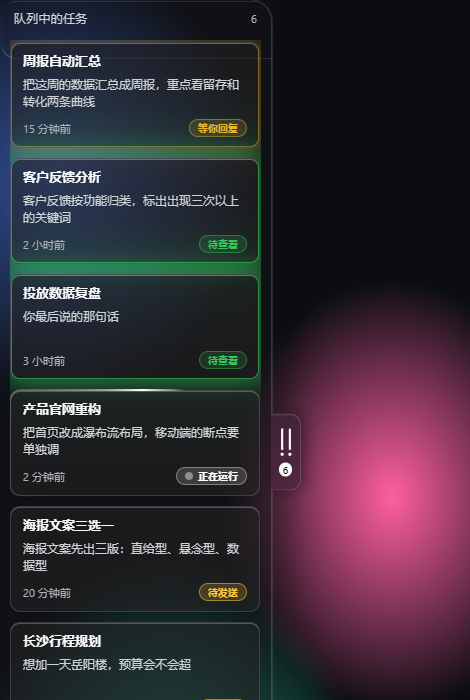 队列中的任务 6
周报自动汇总
把这周的数据汇总成周报，重点看留存和
转化两条曲线
15 分钟前 等你回复
客户反馈分析
客户反馈按功能归类，标出出现三次以上
的关键词
2 小时前 待查看
投放数据复盘
你最后说的那句话
3 小时前 待查看
产品官网重构
把首页改成瀑布流布局，移动端的断点要
单独调
2 分钟前 正在运行
6
海报文案三选一
海报文案先出三版：直给型、悬念型、数
据型
20 分钟前 待发送
长沙行程规划
想加一天岳阳楼，预算会不会超